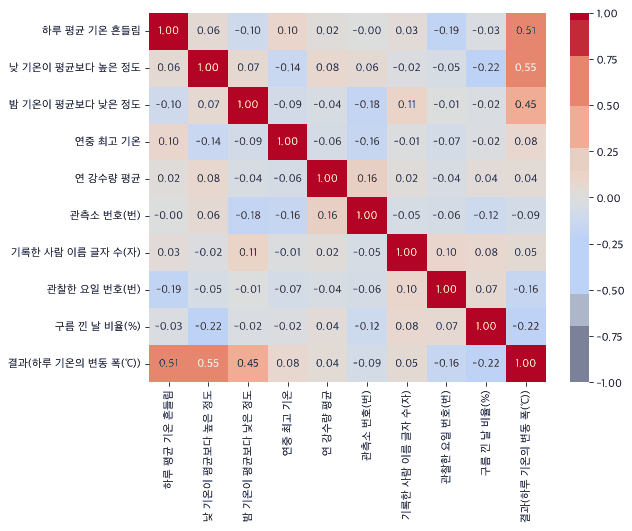 하루 평균 기온 흔들림 1.00 0.06 -0.10 0.10 0.02 -0.00 0.03 -0.19 -0.03 0.51
낮 기온이 평균보다 높은 정도 0.06 1.00 0.07 -0.14 0.08 0.06 -0.02 -0.05 -0.22 0.55
밤 기온이 평균보다 낮은 정도 -0.10 0.07 1.00 -0.09 -0.04 -0.18 0.11 -0.01 -0.02 0.45
연중 최고 기온 0.10 -0.14 -0.09 1.00 -0.06 -0.16 -0.01 -0.07 -0.02 0.08
연 강수량 평균 0.02 0.08 -0.04 -0.06 1.00 0.16 0.02 -0.04 0.04 0.04
관측소 번호(번) -0.00 0.06 -0.18 -0.16 0.16 1.00 -0.05 -0.06 -0.12 -0.09
기록한 사람 이름 글자 수(자) 0.03 -0.02 0.11 -0.01 0.02 -0.05 1.00 0.10 0.08 0.05
관찰한 요일 번호(번) -0.19 -0.05 -0.01 -0.07 -0.04 -0.06 0.10 1.00 0.07 -0.16
구름 낀 날 비율(%) -0.03 -0.22 -0.02 -0.02 0.04 -0.12 0.08 0.07 1.00 -0.22
결과(하루 기온의 변동 폭(℃)) 0.51 0.55 0.45 0.08 0.04 -0.09 0.05 -0.16 -0.22 1.00
하루 평균 기온 흔들림
낮 기온이 평균보다 높은 정도
밤 기온이 평균보다 낮은 정도
연중 최고 기온
연 강수량 평균
관측소 번호(번)
기록한 사람 이름 글자 수(자)
관찰한 요일 번호(번)
구름 낀 날 비율(%)
결과(하루 기온의 변동 폭(℃))
1.00
0.75
0.50
0.25
0.00
-0.25
-0.50
-0.75
-1.00